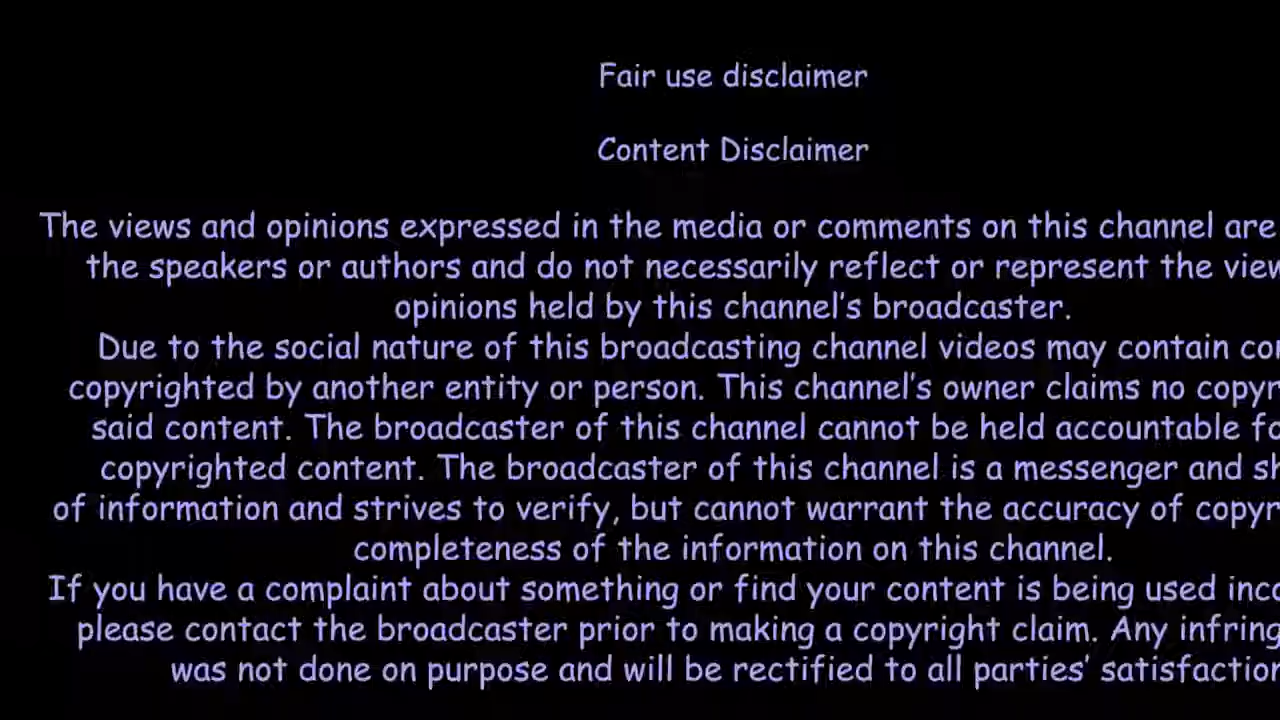 Fair use disclaimer
Content Disclaimer
The views and opinions expressed in the media or comments on this channel are
the speakers or authors and do not necessarily reflect or represent the view
opinions held by this channel's broadcaster.
Due to the social nature of this broadcasting channel videos may contain
copyrighted by another entity or person. This channel's owner claims no
said content. The broadcaster of this channel cannot be held accountable
copyrighted content. The broadcaster of this channel is a messenger and
of information and strives to verify, but cannot warrant the accuracy of
completeness of the information on this channel.
If you have a complaint about something or find your content is being used
please contact the broadcaster prior to making a copyright claim. Any
was not done on purpose and will be rectified to all parties' satisfaction